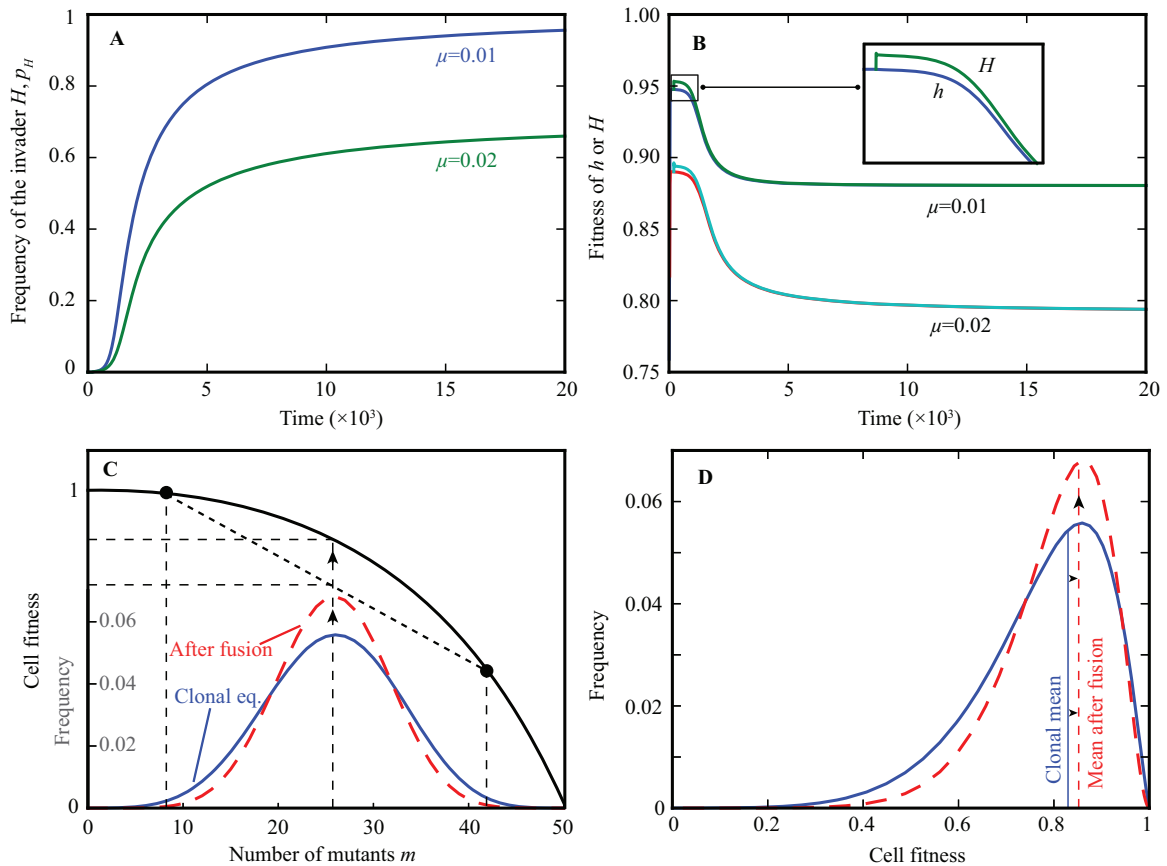 A
Frequency of the invader H, p_H
1
0.8
0.6
0.4
0.2
0
μ=0.01
μ=0.02
0
5
10
15
20
Time (×10³)
B
Fitness of h or H
1.00
0.95
0.90
0.85
0.80
0.75
H
h
μ=0.01
μ=0.02
0
5
10
15
20
Time (×10³)
C
Cell fitness
Frequency
1
0.06
0.04
0.02
0
After fusion
Clonal eq.
0
10
20
30
40
50
Number of mutants m
D
Frequency
0.06
0.04
0.02
0
Clonal mean
Mean after fusion
0
0.2
0.4
0.6
0.8
1
Cell fitness